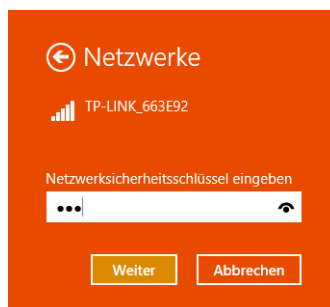 Netzwerke
TP-LINK_663E92
Netzwerksicherheitsschlüssel eingeben
•••
Weiter Abbrechen